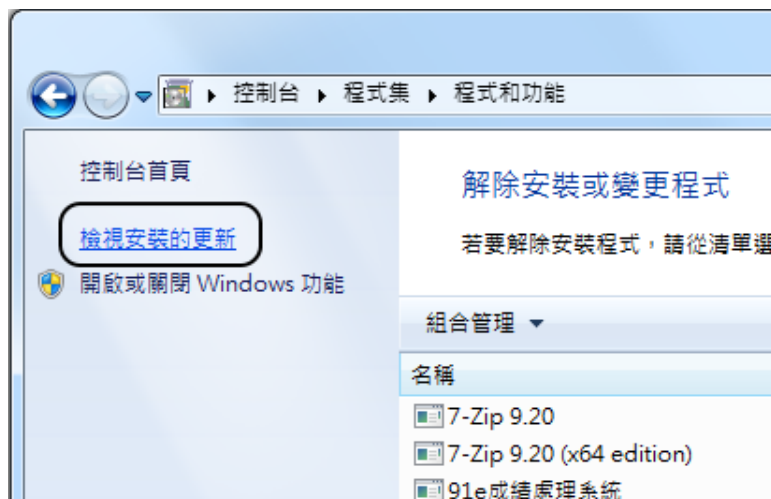 控制台 ▸ 程式集 ▸ 程式和功能
控制台首頁
檢視安裝的更新
開啟或關閉 Windows 功能
解除安裝或變更程式
若要解除安裝程式，請從清單選
組合管理
名稱
7-Zip 9.20
7-Zip 9.20 (x64 edition)
91e成績處理系統